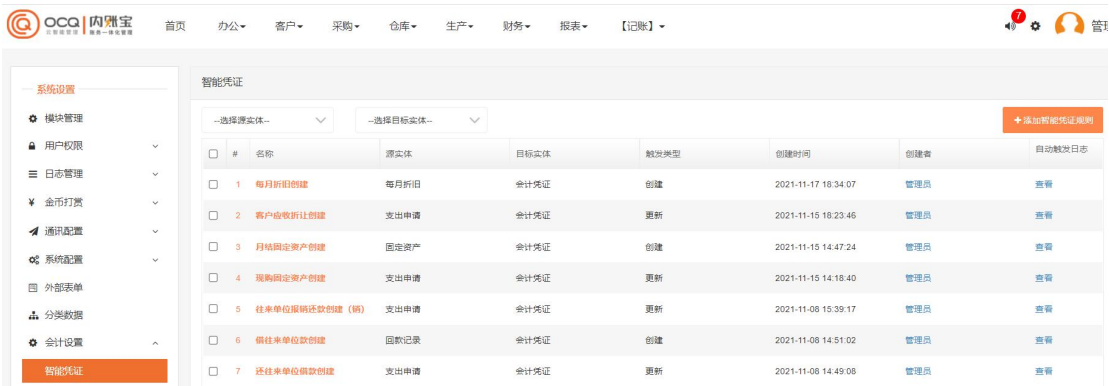 OCQ 内账宝
云智能管理 账务一体化管理
首页 办公 客户 采购 仓库 生产 财务 报表 【记账】 7 管理
系统设置
模块管理
用户权限
日志管理
金币打赏
通讯配置
系统配置
外部表单
分类数据
会计设置
智能凭证
智能凭证
--选择源实体-- --选择目标实体-- +添加智能凭证规则
# 名称 源实体 目标实体 触发类型 创建时间 创建者 自动触发日志
1 每月折旧创建 每月折旧 会计凭证 创建 2021-11-17 18:34:07 管理员 查看
2 客户应收折让创建 支出申请 会计凭证 更新 2021-11-15 18:23:46 管理员 查看
3 月结固定资产创建 固定资产 会计凭证 创建 2021-11-15 14:47:24 管理员 查看
4 现购固定资产创建 支出申请 会计凭证 更新 2021-11-15 14:18:40 管理员 查看
5 往来单位报销还款创建（销） 支出申请 会计凭证 更新 2021-11-08 15:39:17 管理员 查看
6 借往来单位款创建 回款记录 会计凭证 创建 2021-11-08 14:51:02 管理员 查看
7 还往来单位借款创建 支出申请 会计凭证 更新 2021-11-08 14:49:08 管理员 查看